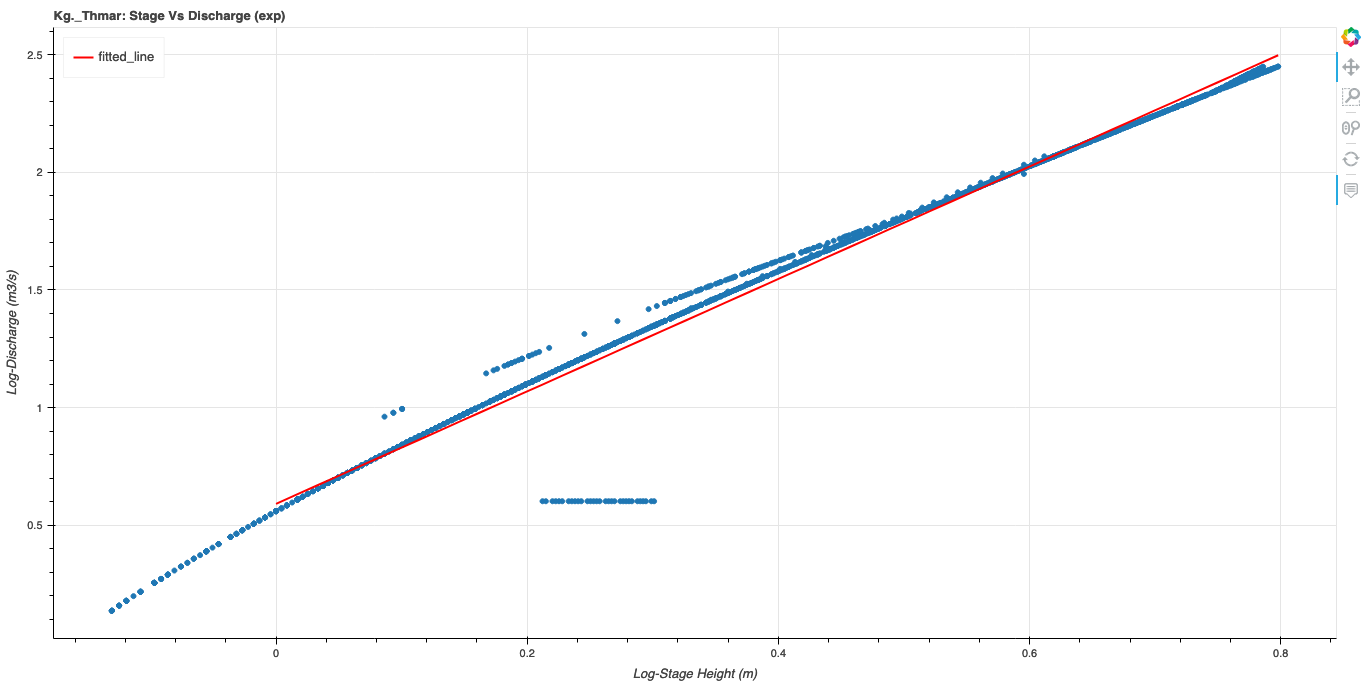 Kg._Thmar: Stage Vs Discharge (exp)
fitted_line
2.5
2
1.5
1
0.5
Log-Discharge (m3/s)
0
0.2
0.4
0.6
0.8
Log-Stage Height (m)